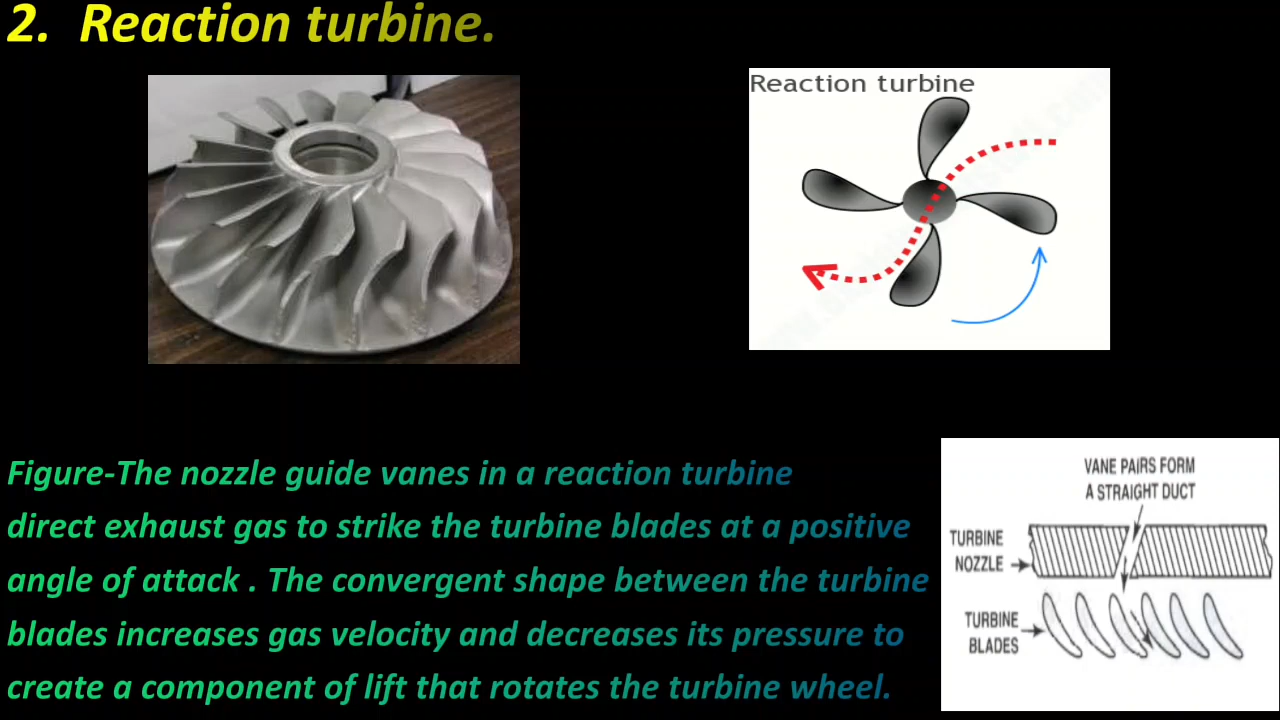 2. Reaction turbine.
Reaction turbine
Figure-The nozzle guide vanes in a reaction turbine
direct exhaust gas to strike the turbine blades at a positive
angle of attack . The convergent shape between the turbine
blades increases gas velocity and decreases its pressure to
create a component of lift that rotates the turbine wheel.
VANE PAIRS FORM
A STRAIGHT DUCT
TURBINE
NOZZLE
TURBINE
BLADES